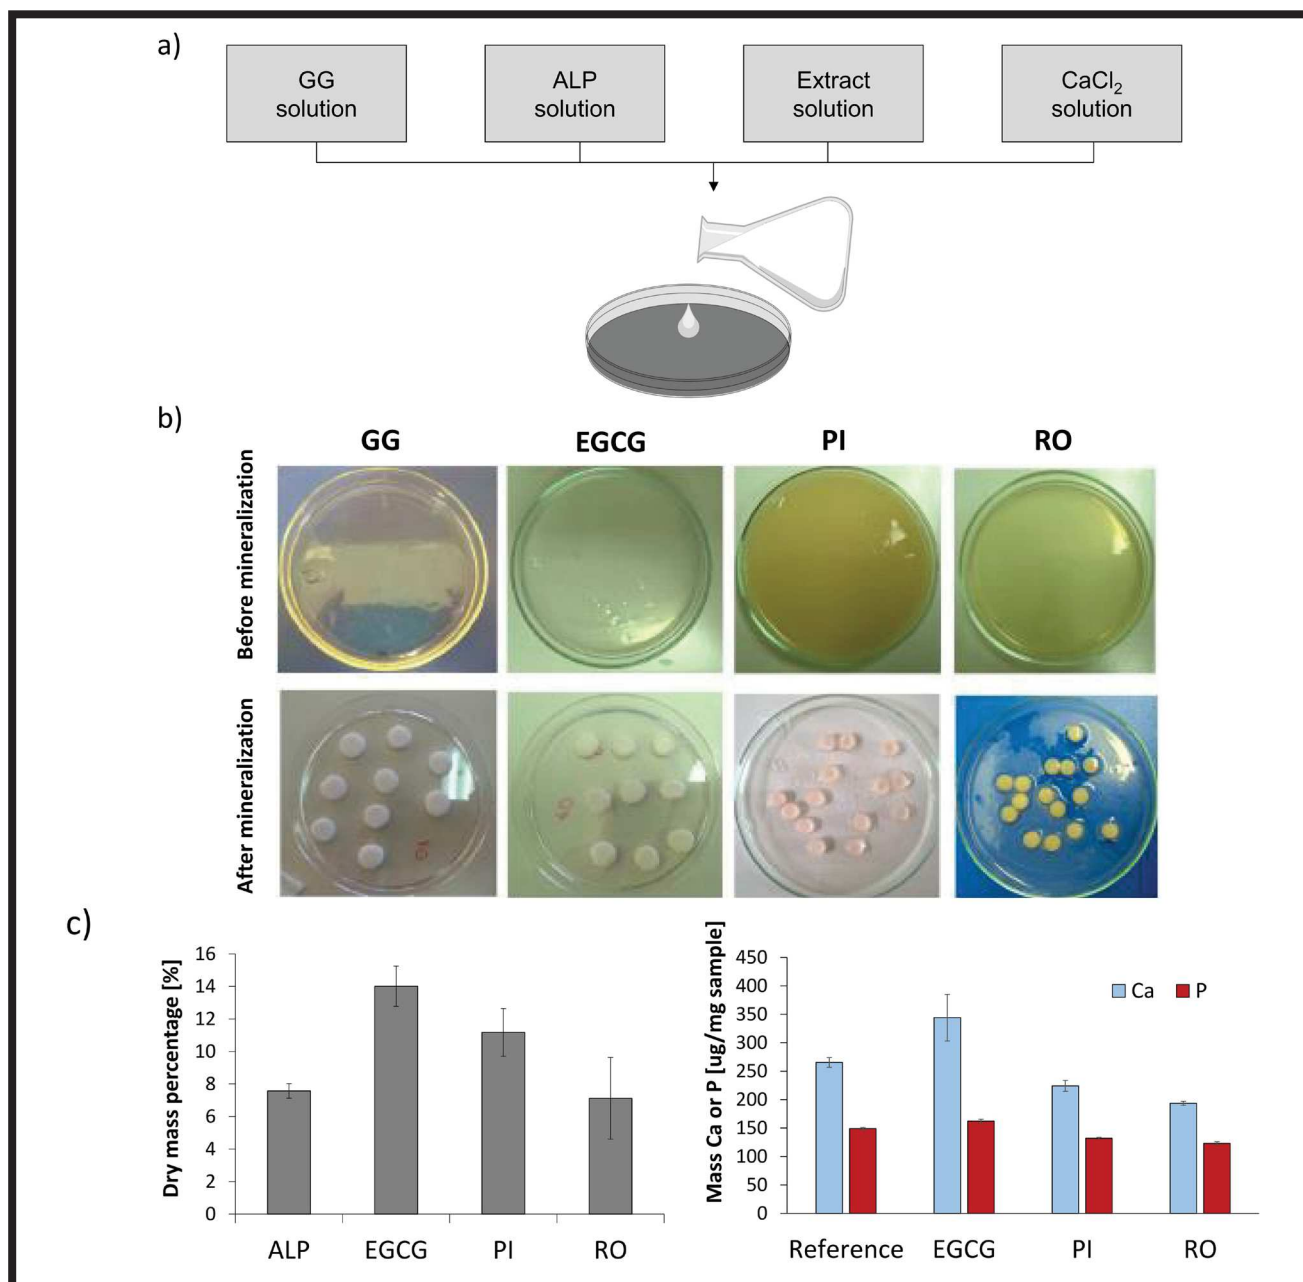 a)
GG
solution
ALP
solution
Extract
solution
CaCl₂
solution
b)
GG EGCG PI RO
Before mineralization
After mineralization
c)
Dry mass percentage [%]
16
14
12
10
8
6
4
2
0
ALP EGCG PI RO
Mass Ca or P [ug/mg sample]
450
400
350
300
250
200
150
100
50
0
Ca P
Reference EGCG PI RO